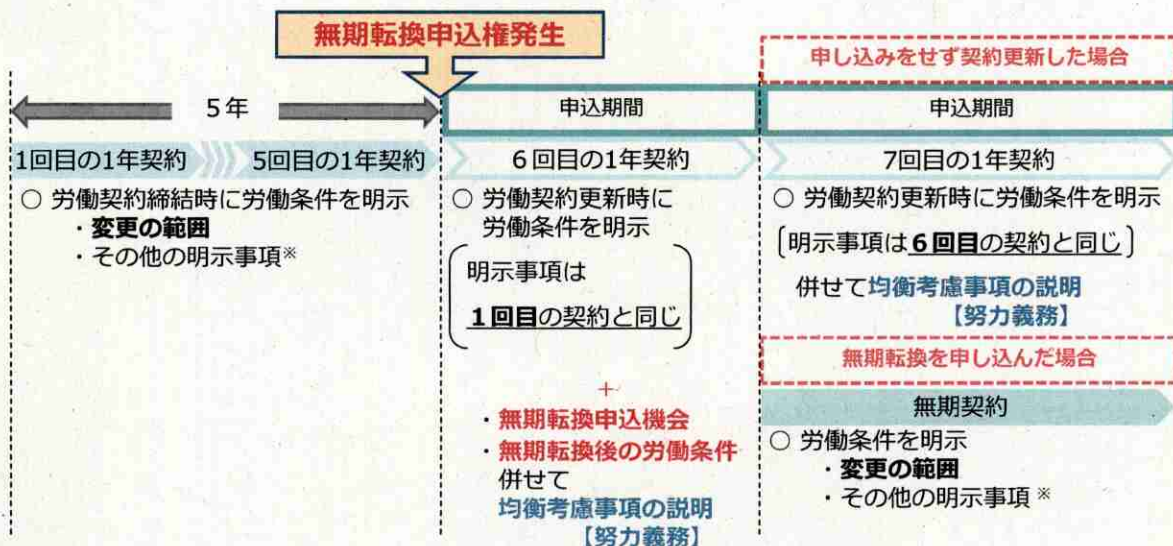 無期転換申込権発生
申し込みをせず契約更新した場合
5年
申込期間
申込期間
1回目の1年契約
5回目の1年契約
6回目の1年契約
7回目の1年契約
○ 労働契約締結時に労働条件を明示
・変更の範囲
・その他の明示事項※
○ 労働契約更新時に
労働条件を明示
明示事項は
1回目の契約と同じ
+
・無期転換申込機会
・無期転換後の労働条件
併せて
均衡考慮事項の説明
【努力義務】
○ 労働契約更新時に労働条件を明示
〔明示事項は6回目の契約と同じ〕
併せて均衡考慮事項の説明
【努力義務】
無期転換を申し込んだ場合
無期契約
○ 労働条件を明示
・変更の範囲
・その他の明示事項※